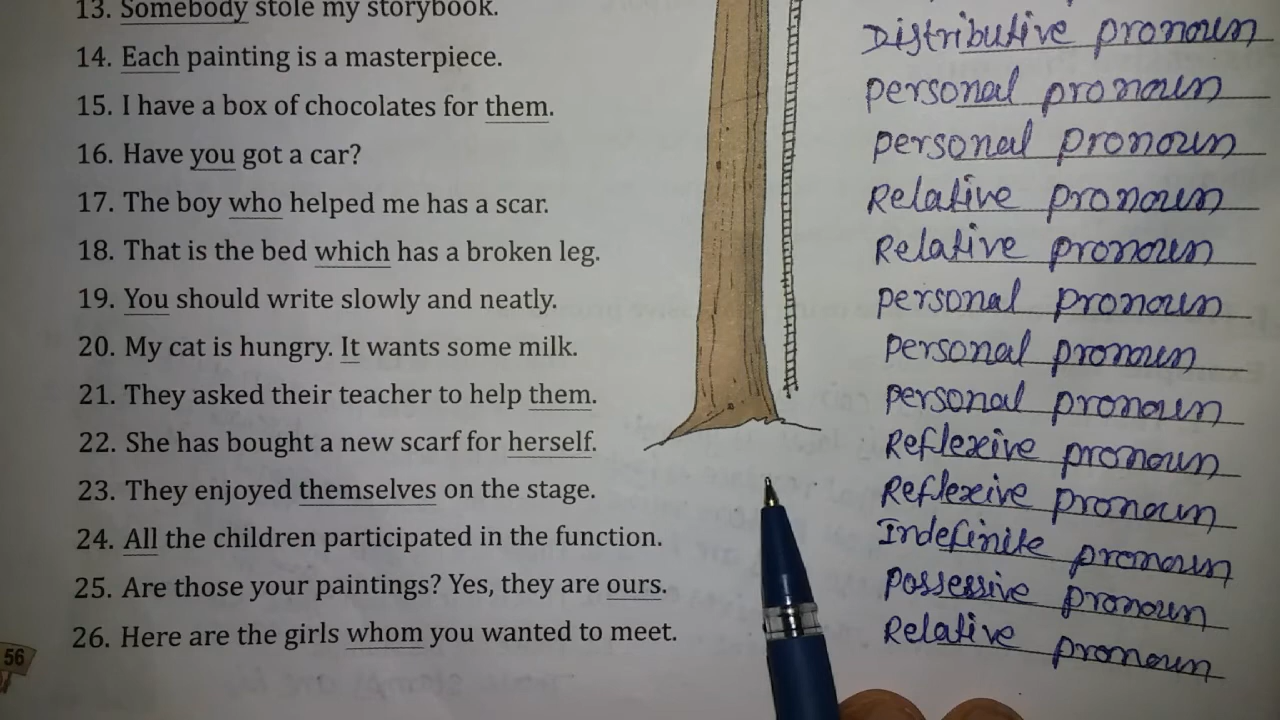 13. Somebody stole my storybook.
14. Each painting is a masterpiece. Distributive pronoun
15. I have a box of chocolates for them. personal pronoun
16. Have you got a car? personal pronoun
17. The boy who helped me has a scar. Relative pronoun
18. That is the bed which has a broken leg. Relative pronoun
19. You should write slowly and neatly. personal pronoun
20. My cat is hungry. It wants some milk. personal pronoun
21. They asked their teacher to help them. personal pronoun
22. She has bought a new scarf for herself. Reflexive pronoun
23. They enjoyed themselves on the stage. Reflexive pronoun
24. All the children participated in the function. Indefinite pronoun
25. Are those your paintings? Yes, they are ours. possessive pronoun
26. Here are the girls whom you wanted to meet. Relative pronoun
56